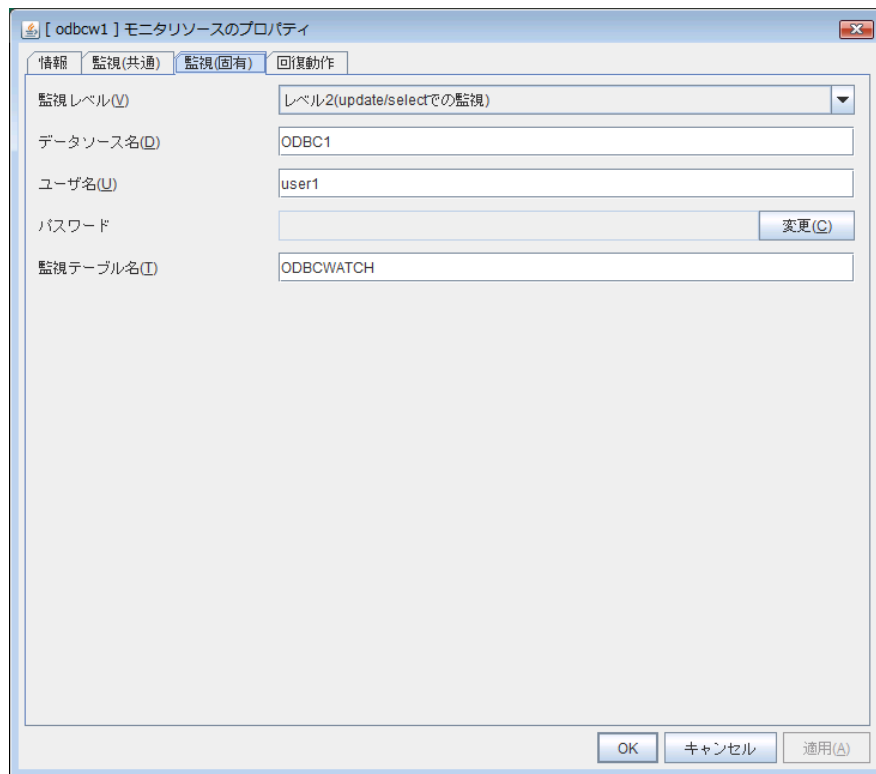 [ odbcw1 ] モニタリソースのプロパティ
情報 監視(共通) 監視(固有) 回復動作
監視レベル(V) レベル2(update/selectでの監視)
データソース名(D) ODBC1
ユーザ名(U) user1
パスワード 変更(C)
監視テーブル名(T) ODBCWATCH
OK キャンセル 適用(A)